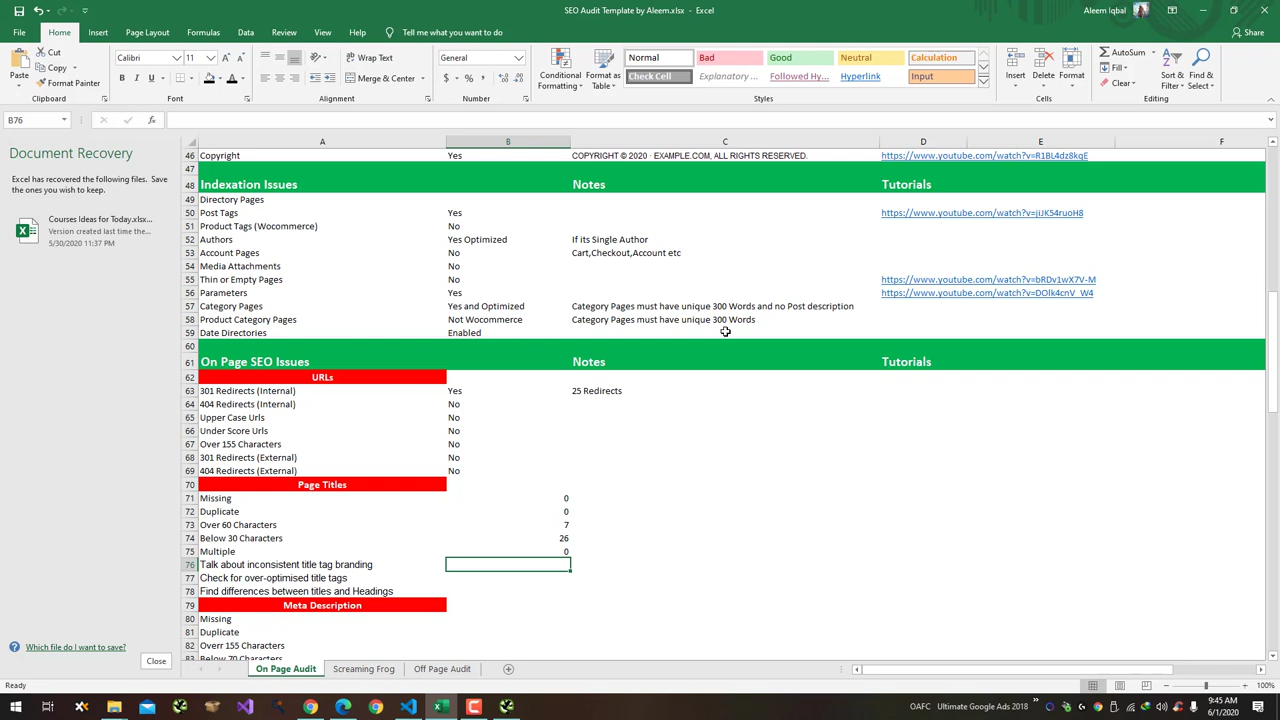 SEO Audit Template by Aleem.xlsx - Excel
Aleem Iqbal
File Home Insert Page Layout Formulas Data Review View Help Tell me what you want to do Share
Paste Cut Copy Format Painter Clipboard
Calibri 11 Font
Wrap Text Merge & Center Alignment
General Number
Conditional Formatting Format as Table
Normal Bad Good Neutral Calculation
Check Cell Explanatory ... Followed Hy... Hyperlink Input
Styles
Insert Delete Format Cells
AutoSum Fill Clear Sort & Filter Find & Select Editing
B76 fx
Document Recovery
Excel has recovered the following files. Save
the ones you wish to keep.
Courses Ideas for Today.xls...
Version created last time the...
5/30/2020 11:37 PM
Which file do I want to save?
Close
A B C D E F
46 Copyright Yes COPYRIGHT © 2020 · EXAMPLE.COM, ALL RIGHTS RESERVED. https://www.youtube.com/watch?v=R1BL4dz8kqE
47
48 Indexation Issues Notes Tutorials
49 Directory Pages
50 Post Tags Yes https://www.youtube.com/watch?v=jiJK54ruoH8
51 Product Tags (Wocommerce) No
52 Authors Yes Optimized If its Single Author
53 Account Pages No Cart,Checkout,Account etc
54 Media Attachments No
55 Thin or Empty Pages No https://www.youtube.com/watch?v=bRDv1wX7V-M
56 Parameters Yes https://www.youtube.com/watch?v=DOlk4cnV_W4
57 Category Pages Yes and Optimized Category Pages must have unique 300 Words and no Post description
58 Product Category Pages Not Wocommerce Category Pages must have unique 300 Words
59 Date Directories Enabled
60
61 On Page SEO Issues Notes Tutorials
62 URLs
63 301 Redirects (Internal) Yes 25 Redirects
64 404 Redirects (Internal) No
65 Upper Case Urls No
66 Under Score Urls No
67 Over 155 Characters No
68 301 Redirects (External) No
69 404 Redirects (External) No
70 Page Titles
71 Missing 0
72 Duplicate 0
73 Over 60 Characters 7
74 Below 30 Characters 26
75 Multiple 0
76 Talk about inconsistent title tag branding
77 Check for over-optimised title tags
78 Find differences between titles and Headings
79 Meta Description
80 Missing
81 Duplicate
82 Overr 155 Characters
83 Below 70 Characters
On Page Audit Screaming Frog Off Page Audit
Ready 100%
OAFC Ultimate Google Ads 2018 9:45 AM
6/1/2020